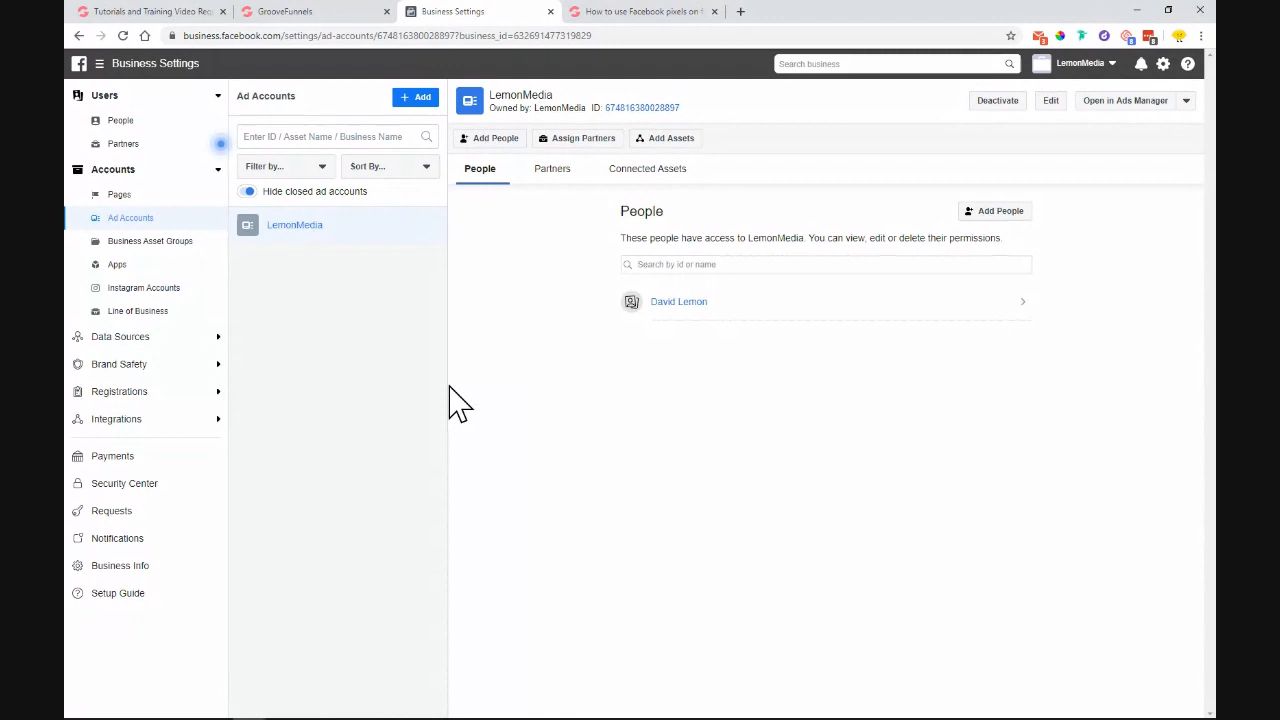 Tutorials and Training Video Req
GrooveFunnels
Business Settings
How to use Facebook pixels on f
business.facebook.com/settings/ad-accounts/674816380028897?business_id=632691477319829
Business Settings
Search business
LemonMedia
Users
People
Partners
Accounts
Pages
Ad Accounts
Business Asset Groups
Apps
Instagram Accounts
Line of Business
Data Sources
Brand Safety
Registrations
Integrations
Payments
Security Center
Requests
Notifications
Business Info
Setup Guide
Ad Accounts
+ Add
Enter ID / Asset Name / Business Name
Filter by...
Sort By...
Hide closed ad accounts
LemonMedia
LemonMedia
Owned by: LemonMedia ID: 674816380028897
Deactivate
Edit
Open in Ads Manager
Add People
Assign Partners
Add Assets
People
Partners
Connected Assets
People
Add People
These people have access to LemonMedia. You can view, edit or delete their permissions.
Search by id or name
David Lemon